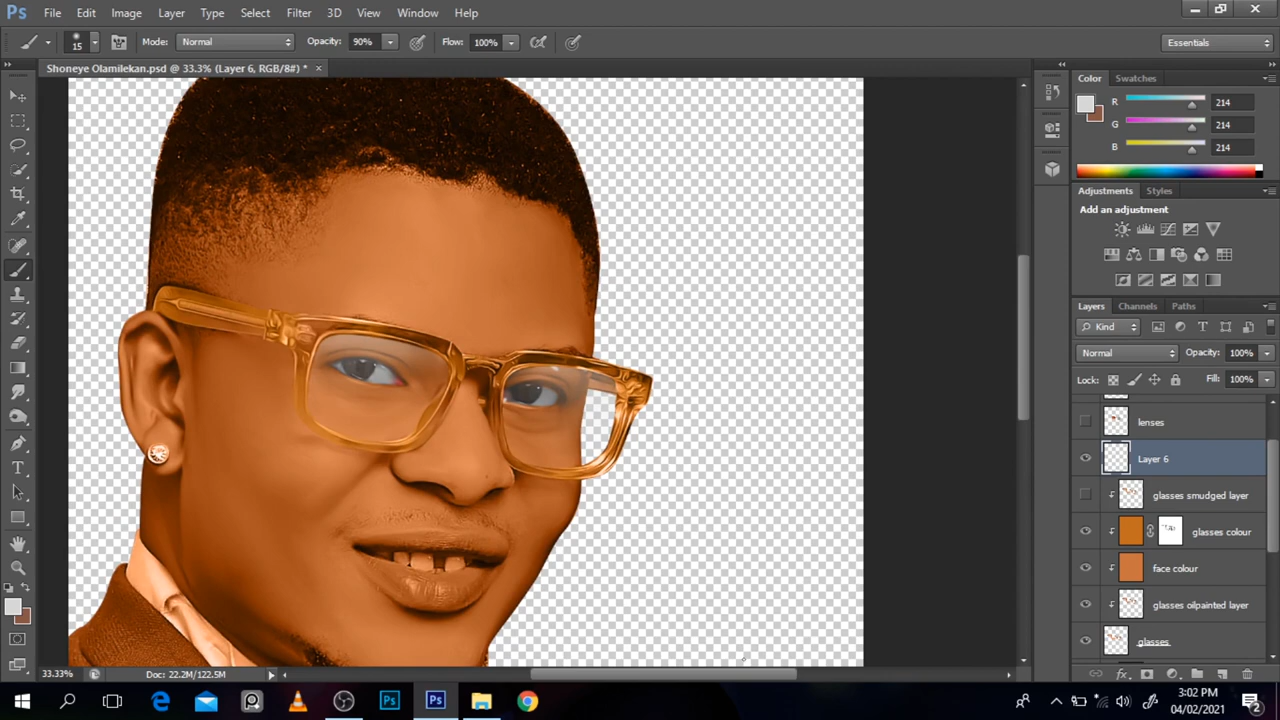 Ps File Edit Image Layer Type Select Filter 3D View Window Help
15 Mode: Normal Opacity: 90% Flow: 100% Essentials
Shoneye Olamilekan.psd @ 33.3% (Layer 6, RGB/8#) * ×
Color Swatches
R 214
G 214
B 214
Adjustments Styles
Add an adjustment
Layers Channels Paths
Kind
Normal Opacity: 100%
Lock: Fill: 100%
lenses
Layer 6
glasses smudged layer
glasses colour
face colour
glasses oilpainted layer
glasses
33.33% Doc: 22.2M/122.5M
3:02 PM
04/02/2021
2